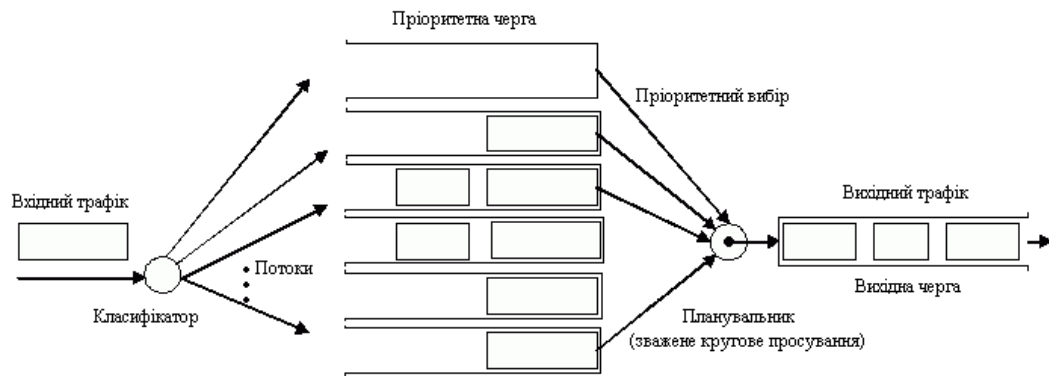 Пріоритетна черга
Пріоритетний вибір
Вхідний трафік
Вихідний трафік
Потоки
Класифікатор
Вихідна черга
Планувальник
(зважене кругове просування)